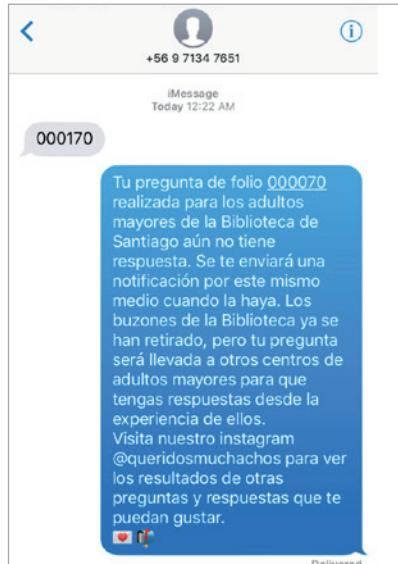 +56 9 7134 7651
iMessage
Today 12:22 AM
000170
Tu pregunta de folio 000070
realizada para los adultos
mayores de la Biblioteca de
Santiago aún no tiene
respuesta. Se te enviará una
notificación por este mismo
medio cuando la haya. Los
buzones de la Biblioteca ya se
han retirado, pero tu pregunta
será llevada a otros centros de
adultos mayores para que
tengas respuestas desde la
experiencia de ellos.
Visita nuestro instagram
@queridosmuchachos para ver
los resultados de otras
preguntas y respuestas que te
puedan gustar.
Delivered